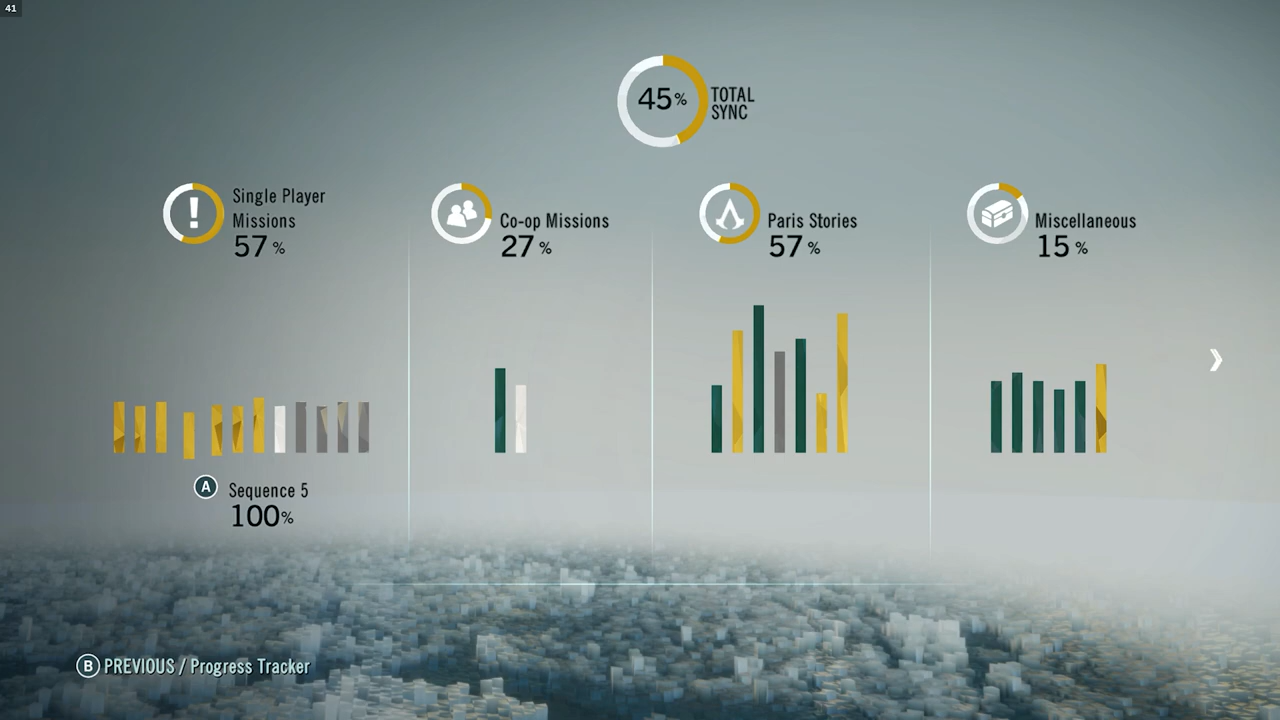 41
45%
TOTAL
SYNC
Single Player
Missions
57 %
Co-op Missions
27 %
Paris Stories
57 %
Miscellaneous
15 %
A Sequence 5
100%
B PREVIOUS / Progress Tracker